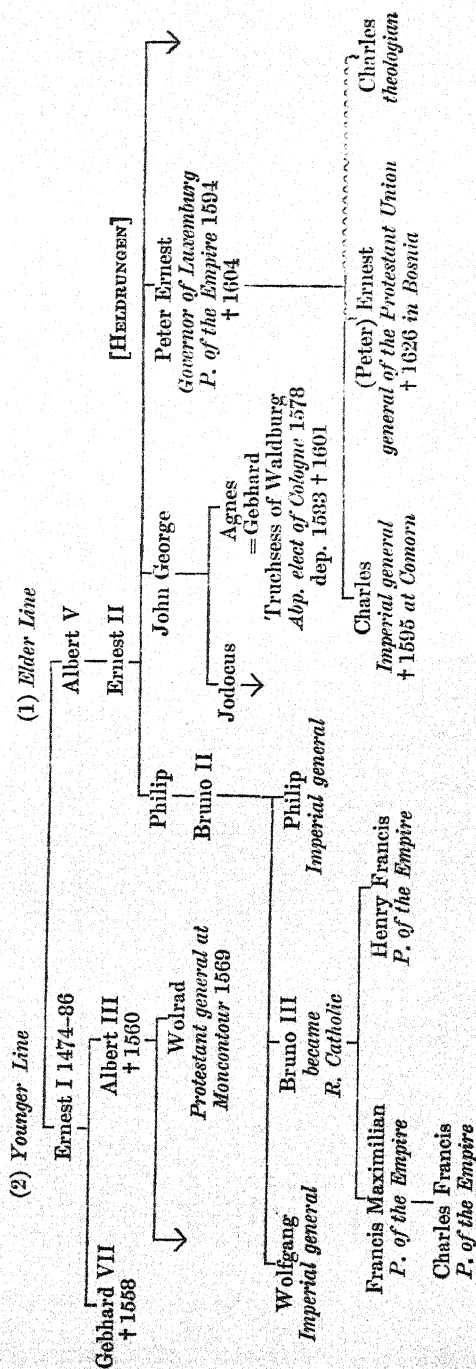 (2) Younger Line
(1) Elder Line
Ernest I 1474-86
Albert V
Gebhard VII
†1558
Albert III
†1560
Ernest II
Wolrad
Protestant general at
Moncontour 1569
Philip
John George
[HELDRUNGEN]
Peter Ernest
Governor of Luxemburg
P. of the Empire 1594
†1604
Bruno II
Jodocus
Agnes
=Gebhard
Truchsess of Waldburg
Abp. elect of Cologne 1578
dep. 1583 †1601
Wolfgang
Imperial general
Bruno III
became
R. Catholic
Philip
Imperial general
Charles
Imperial general
†1595 at Comorn
(Peter) Ernest
general of the Protestant Union
†1626 in Bosnia
Charles
theologian
Francis Maximilian
P. of the Empire
Henry Francis
P. of the Empire
Charles Francis
P. of the Empire